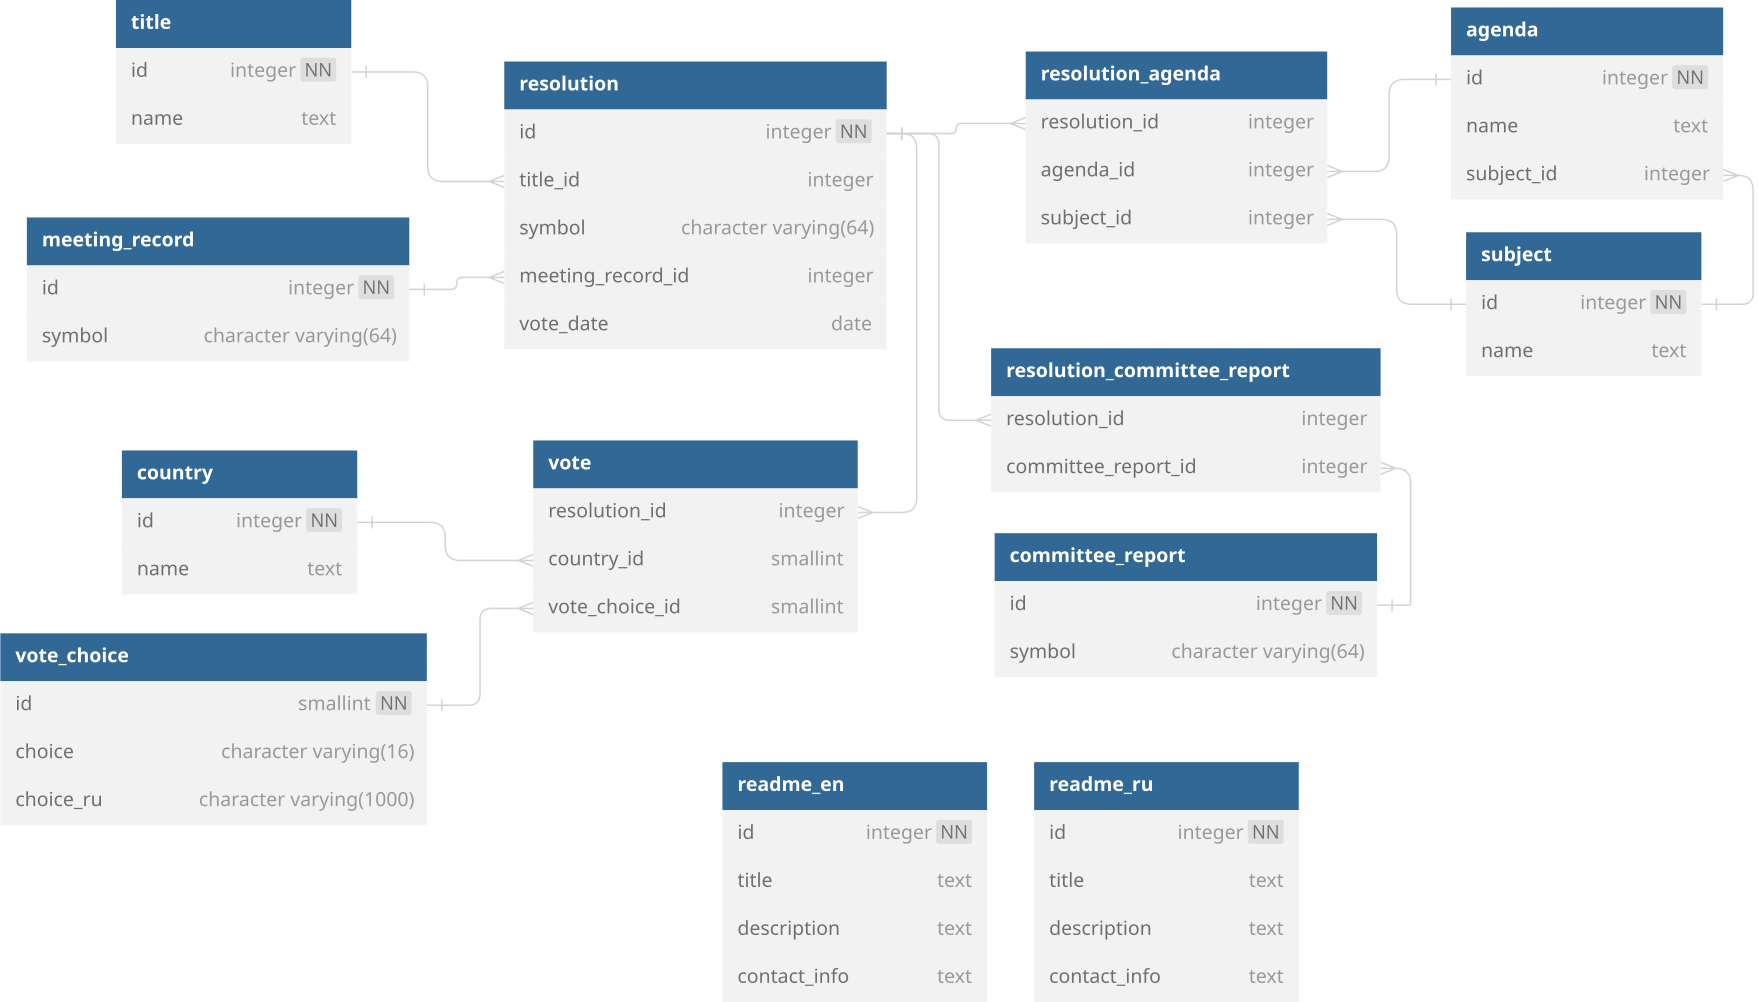 title
id integer NN
name text
resolution
id integer NN
title_id integer
symbol character varying(64)
meeting_record_id integer
vote_date date
resolution_agenda
resolution_id integer
agenda_id integer
subject_id integer
agenda
id integer NN
name text
subject_id integer
meeting_record
id integer NN
symbol character varying(64)
subject
id integer NN
name text
resolution_committee_report
resolution_id integer
committee_report_id integer
country
id integer NN
name text
vote
resolution_id integer
country_id smallint
vote_choice_id smallint
committee_report
id integer NN
symbol character varying(64)
vote_choice
id smallint NN
choice character varying(16)
choice_ru character varying(1000)
readme_en
id integer NN
title text
description text
contact_info text
readme_ru
id integer NN
title text
description text
contact_info text